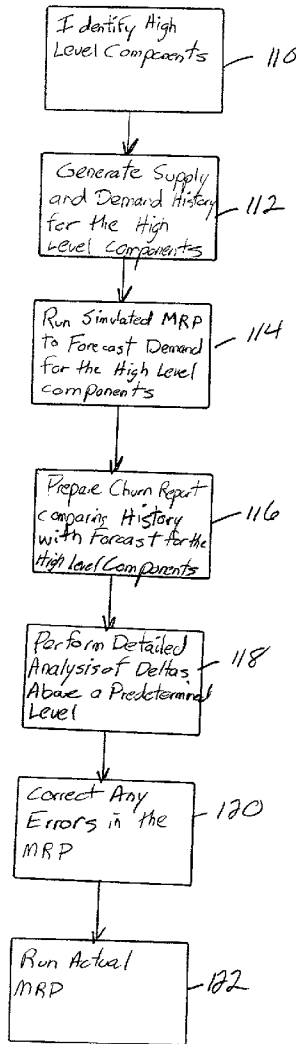 Identify High
Level Components
110
Generate Supply
and Demand History
for the High
Level Components
112
Run Simulated MRP
to Forecast Demand
for the High Level
components
114
Prepare Churn Report
comparing History
with Forcast for the
High level Components
116
Perform Detailed
Analysis of Deltas
Above a Predetermined
Level
118
Correct Any
Errors in the
MRP
120
Run Actual
MRP
122